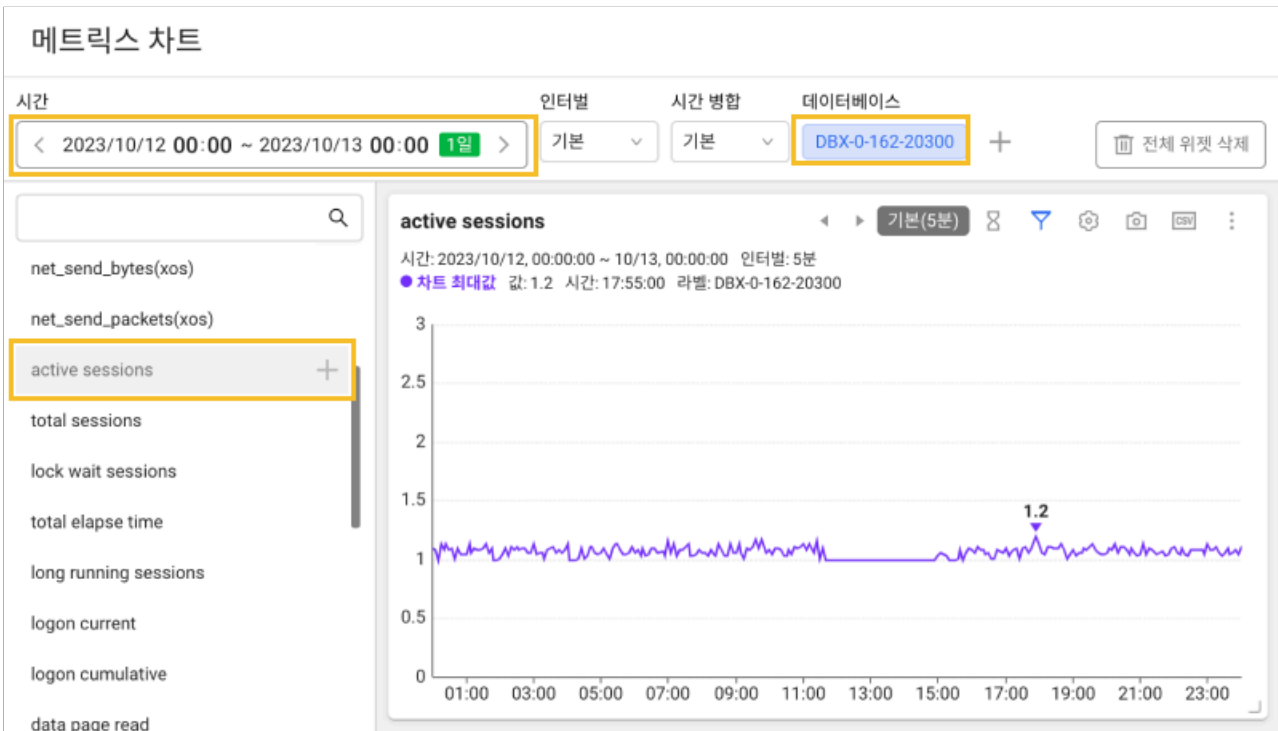 메트릭스 차트
시간 인터벌 시간 병합 데이터베이스
2023/10/12 00:00 ~ 2023/10/13 00:00 1일 기본 기본 DBX-0-162-20300 전체 위젯 삭제
net_send_bytes(xos)
net_send_packets(xos)
active sessions
total sessions
lock wait sessions
total elapse time
long running sessions
logon current
logon cumulative
data page read
active sessions 기본(5분) CSV
시간: 2023/10/12, 00:00:00 ~ 10/13, 00:00:00 인터벌: 5분
차트 최대값 값: 1.2 시간: 17:55:00 라벨: DBX-0-162-20300
3
2.5
2
1.5
1.2
1
0.5
0
01:00 03:00 05:00 07:00 09:00 11:00 13:00 15:00 17:00 19:00 21:00 23:00